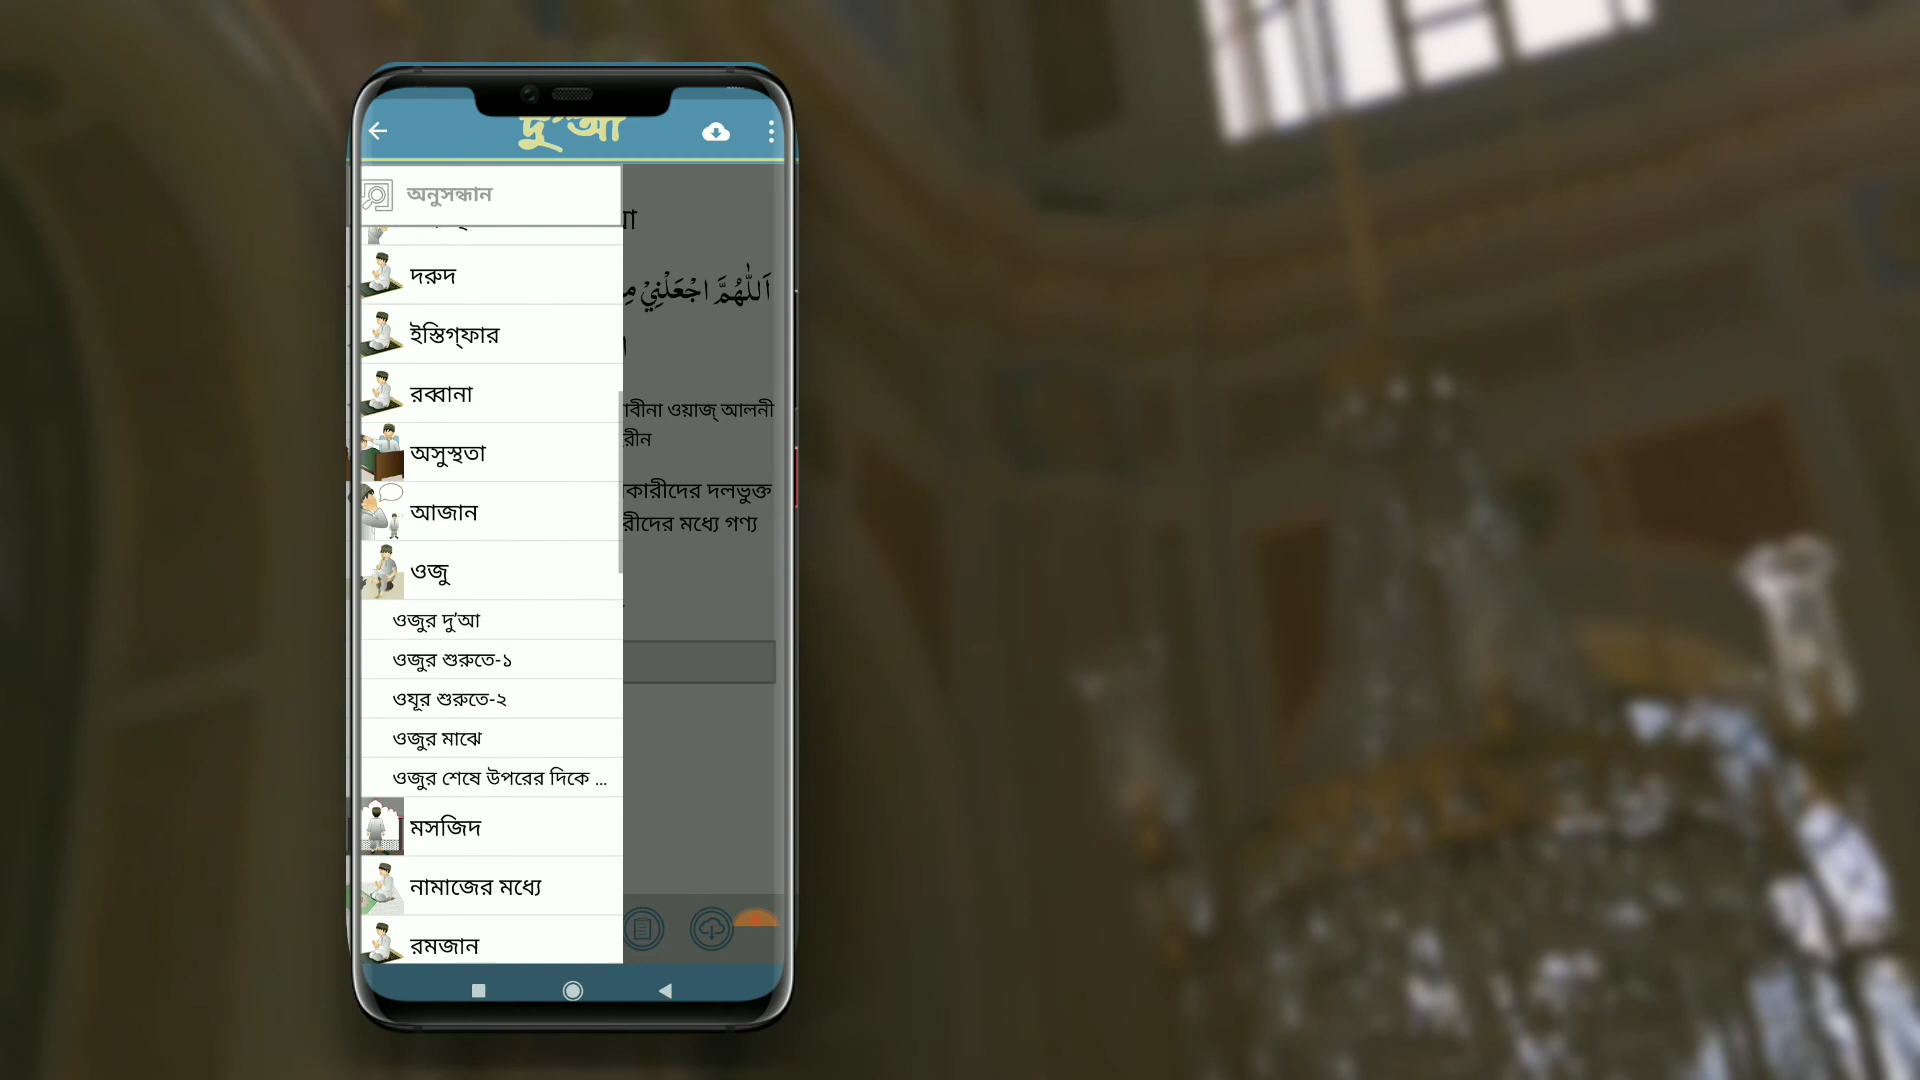 দু'আ
অনুসন্ধান
দরুদ
ইস্তিগ্ফার
রব্বানা
অসুস্থতা
আজান
ওজু
ওজুর দু'আ
ওজুর শুরুতে-১
ওযূর শুরুতে-২
ওজুর মাঝে
ওজুর শেষে উপরের দিকে ...
মসজিদ
নামাজের মধ্যে
রমজান
اَللّٰهُمَّ اجْعَلْنِيْ
ওয়াজ্ আলনী
দলভুক্ত
মধ্যে গণ্য